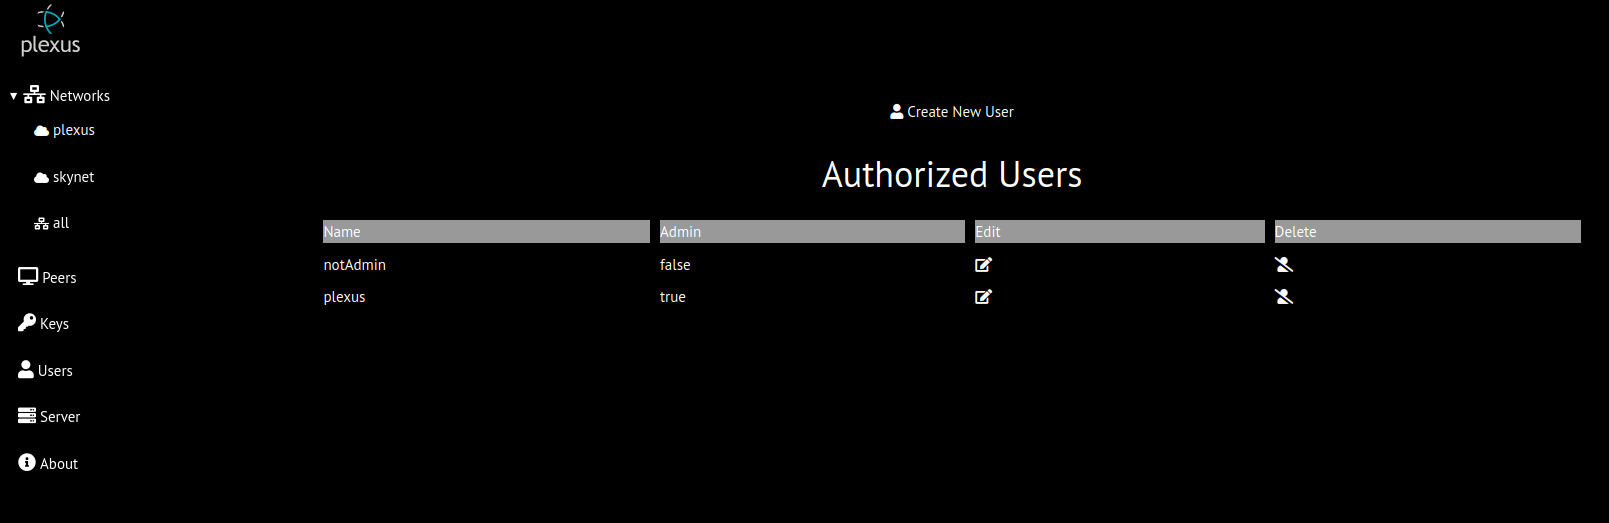 plexus
Networks
plexus
skynet
all
Peers
Keys
Users
Server
About
Create New User
Authorized Users
Name Admin Edit Delete
notAdmin false
plexus true